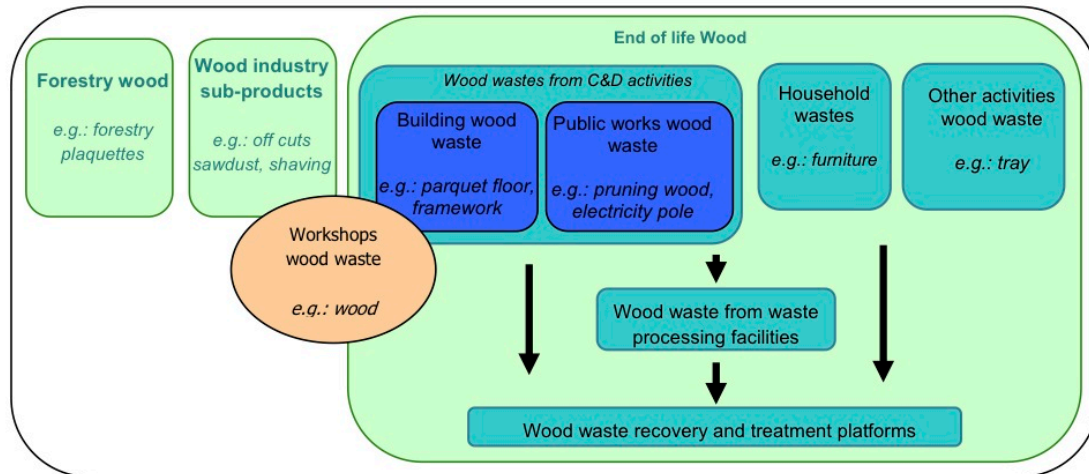 End of life Wood
Forestry wood
e.g.: forestry
plaquettes
Wood industry
sub-products
e.g.: off cuts
sawdust, shaving
Wood wastes from C&D activities
Building wood
waste
e.g.: parquet floor,
framework
Public works wood
waste
e.g.: pruning wood,
electricity pole
Household
wastes
e.g.: furniture
Other activities
wood waste
e.g.: tray
Workshops
wood waste
e.g.: wood
Wood waste from waste
processing facilities
Wood waste recovery and treatment platforms